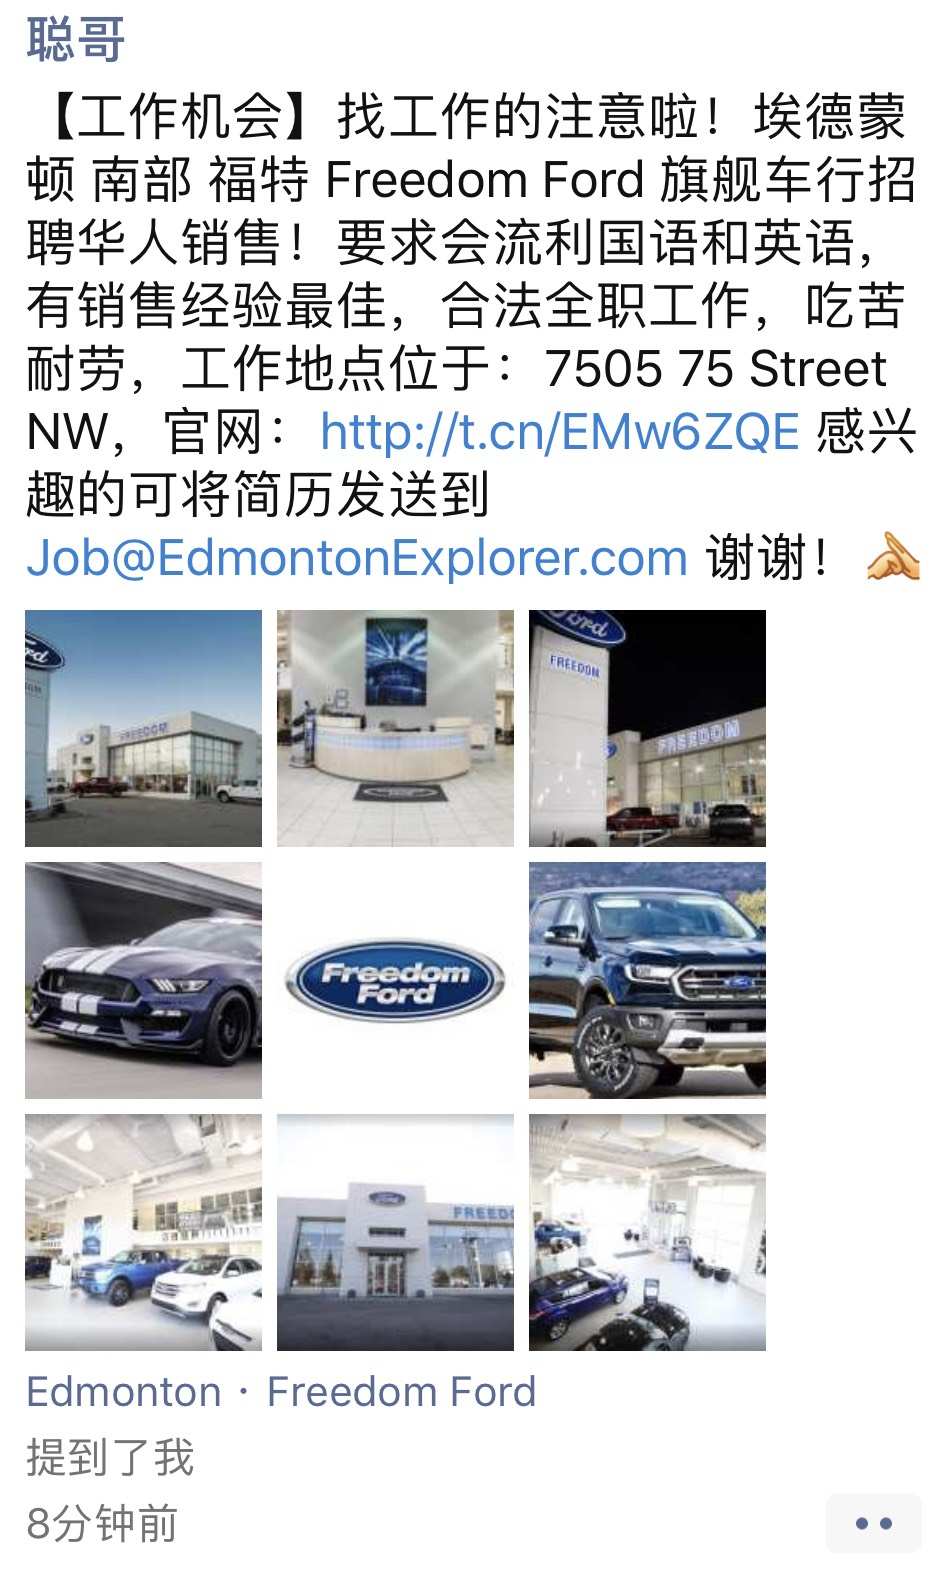 聪哥
【工作机会】找工作的注意啦！埃德蒙
顿 南部 福特 Freedom Ford 旗舰车行招
聘华人销售！要求会流利国语和英语，
有销售经验最佳，合法全职工作，吃苦
耐劳，工作地点位于：7505 75 Street
NW，官网： http://t.cn/EMw6ZQE 感兴
趣的可将简历发送到
Job@EdmontonExplorer.com 谢谢！
FREEDOM
Ford
FREEDOM
FREEDOM
Freedom
Ford
Ford
Edmonton · Freedom Ford
提到了我
8分钟前